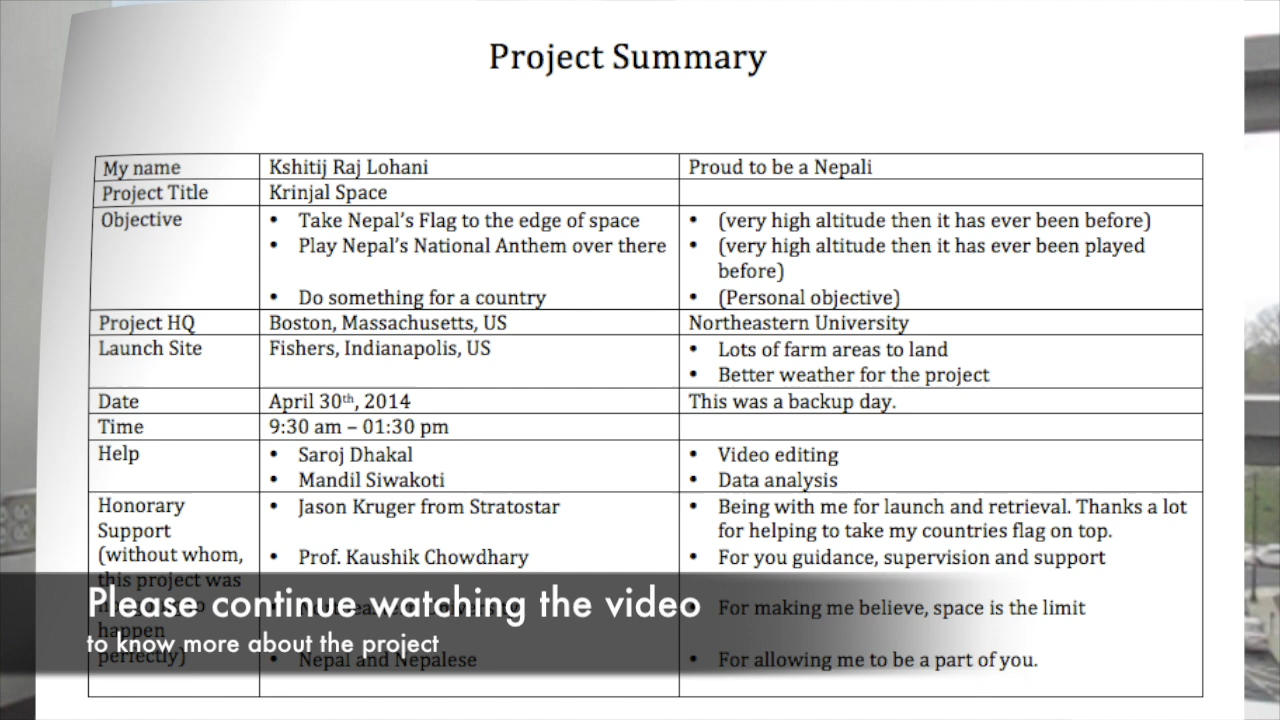 Project Summary
My name Kshitij Raj Lohani Proud to be a Nepali
Project Title Krinjal Space
Objective • Take Nepal's Flag to the edge of space • (very high altitude then it has ever been before)
• Play Nepal's National Anthem over there • (very high altitude then it has ever been played
before)
• Do something for a country • (Personal objective)
Project HQ Boston, Massachusetts, US Northeastern University
Launch Site Fishers, Indianapolis, US • Lots of farm areas to land
• Better weather for the project
Date April 30th, 2014 This was a backup day.
Time 9:30 am – 01:30 pm
Help • Saroj Dhakal • Video editing
• Mandil Siwakoti • Data analysis
Honorary • Jason Kruger from Stratostar • Being with me for launch and retrieval. Thanks a lot
Support for helping to take my countries flag on top.
(without whom, • Prof. Kaushik Chowdhary • For you guidance, supervision and support
this project was
• For making me believe, space is the limit
happen
perfectly) • Nepal and Nepalese • For allowing me to be a part of you.
Please continue watching the video
to know more about the project